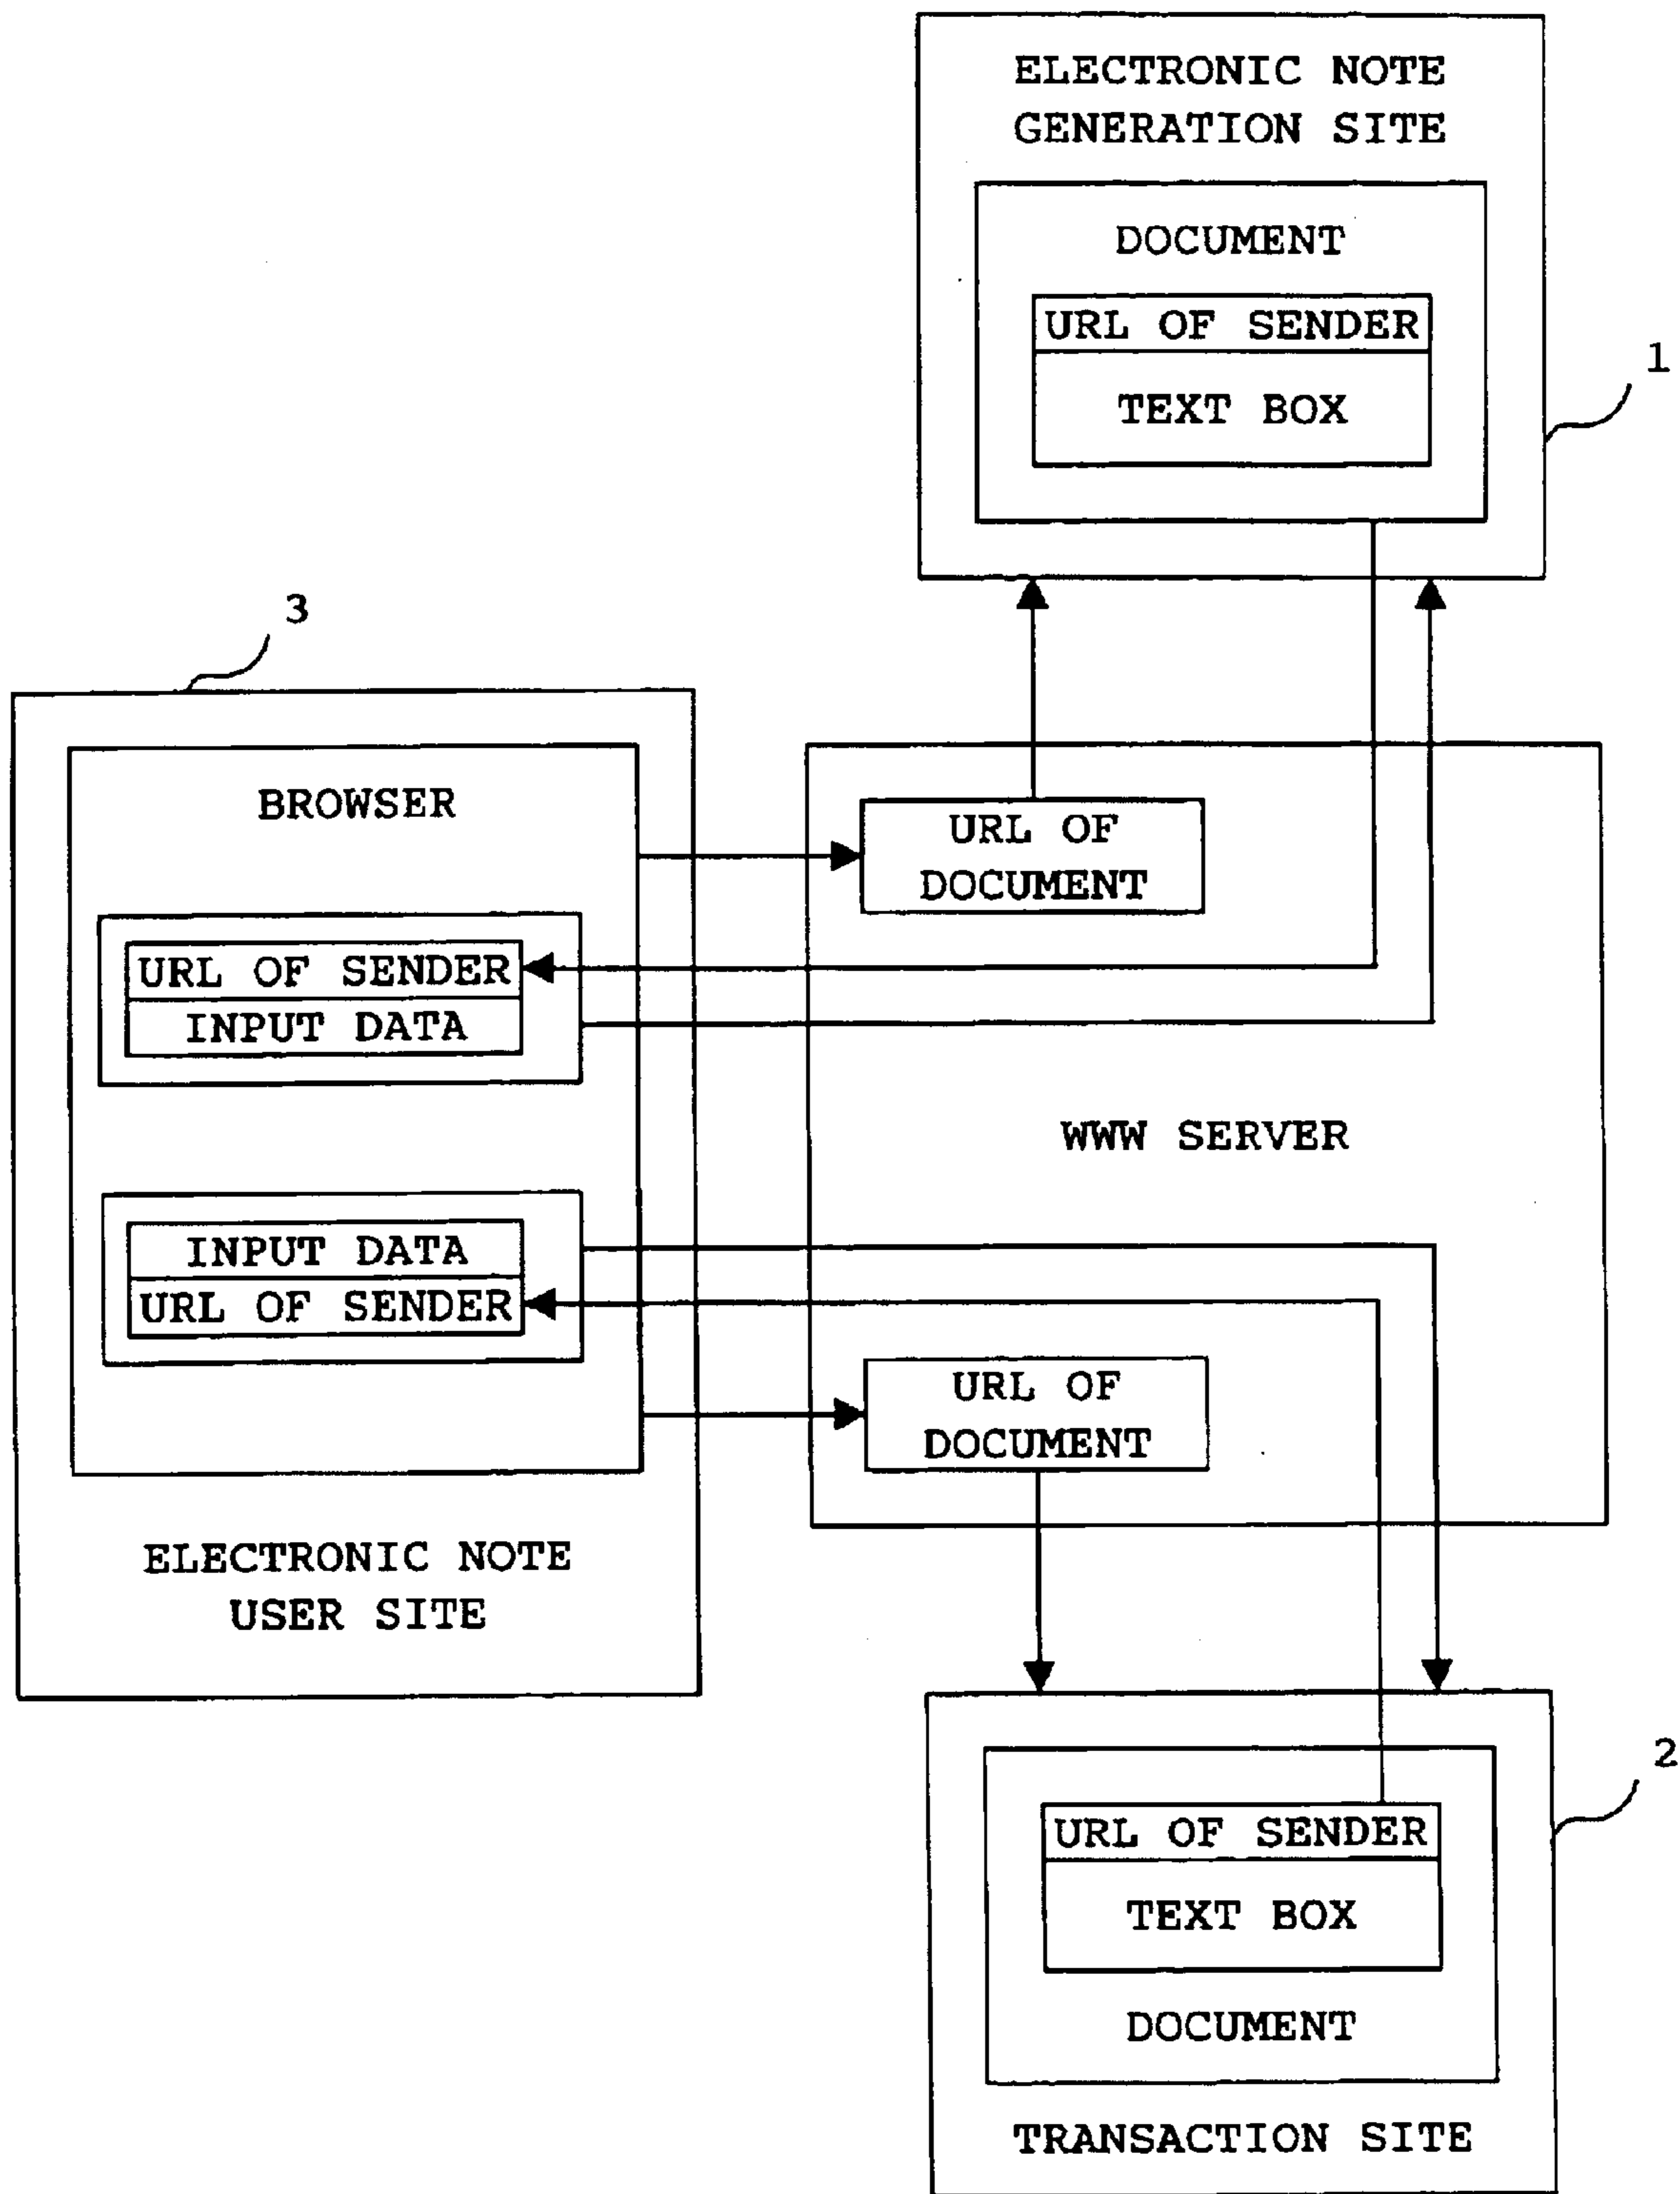 ELECTRONIC NOTE
GENERATION SITE
DOCUMENT
URL OF SENDER
TEXT BOX
1
3
BROWSER
URL OF
DOCUMENT
URL OF SENDER
INPUT DATA
WWW SERVER
INPUT DATA
URL OF SENDER
URL OF
DOCUMENT
ELECTRONIC NOTE
USER SITE
2
URL OF SENDER
TEXT BOX
DOCUMENT
TRANSACTION SITE